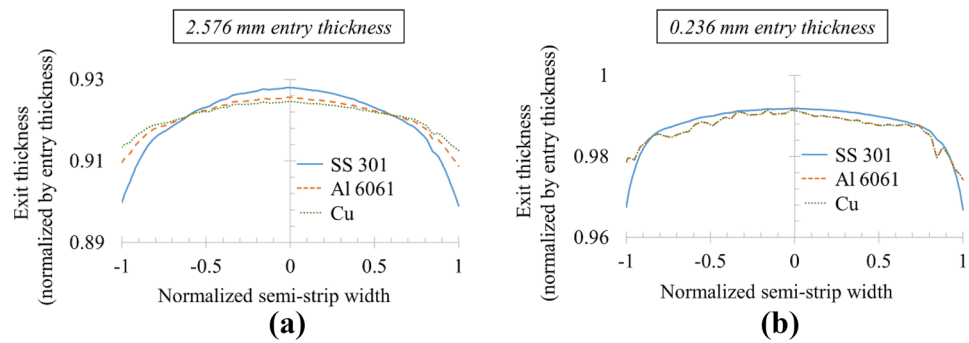 2.576 mm entry thickness
Exit thickness
(normalized by entry thickness)
0.93
0.91
0.89
SS 301
Al 6061
Cu
-1
-0.5
0
0.5
1
Normalized semi-strip width
(a)
0.236 mm entry thickness
Exit thickness
(normalized by entry thickness)
1
0.98
0.96
SS 301
Al 6061
Cu
-1
-0.5
0
0.5
1
Normalized semi-strip width
(b)